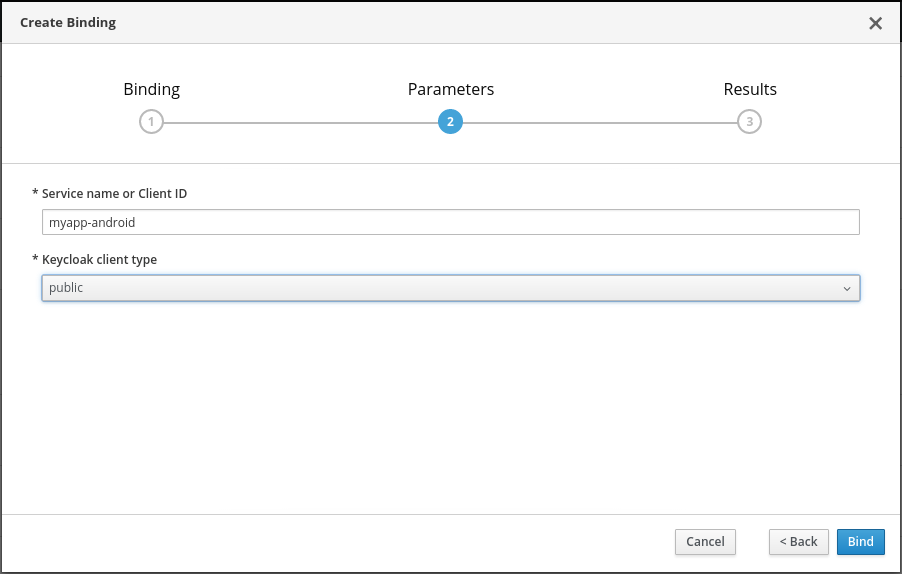 Create Binding
Binding Parameters Results
1 2 3
* Service name or Client ID
myapp-android
* Keycloak client type
public
Cancel < Back Bind